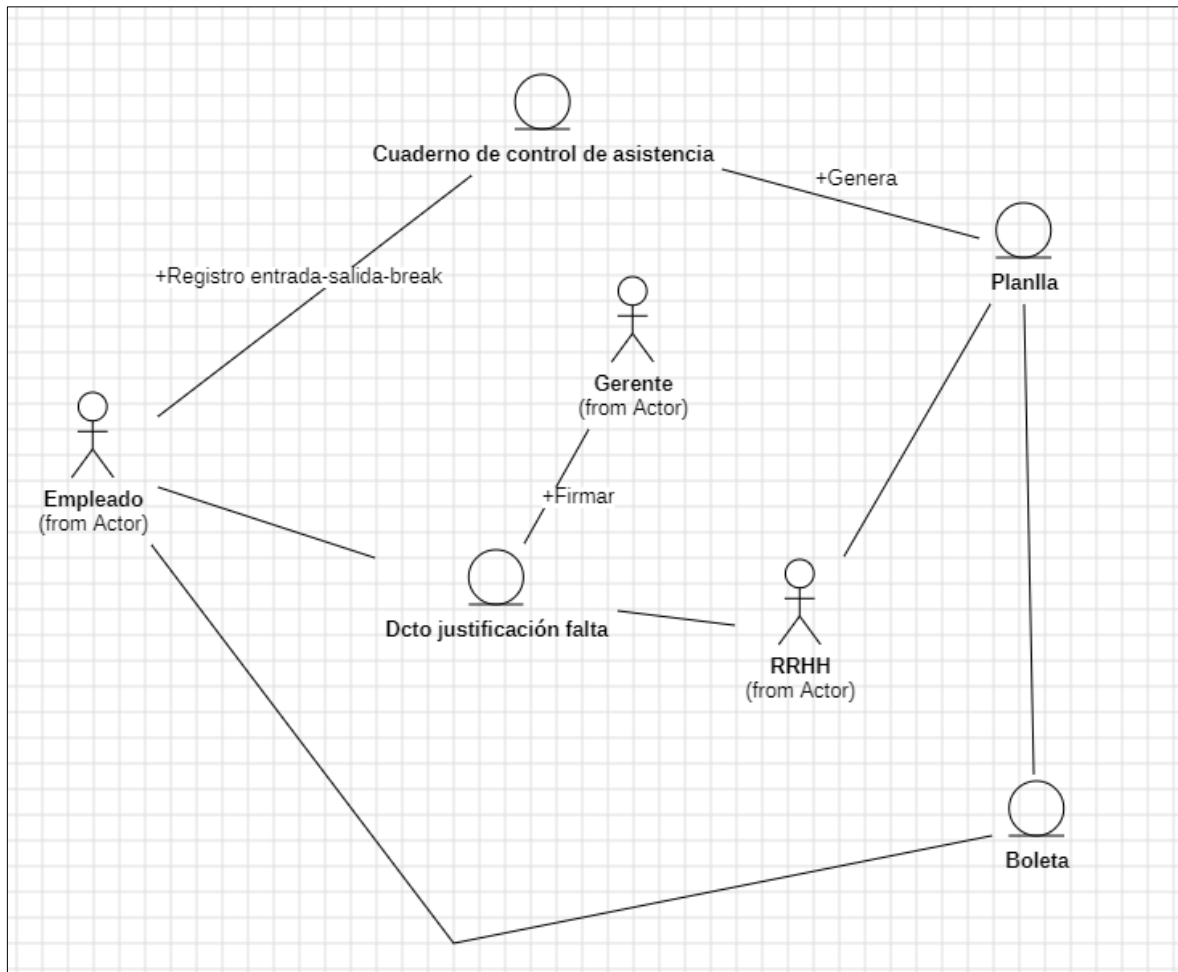 Cuaderno de control de asistencia
+Genera
+Registro entrada-salida-break
Planlla
Gerente
(from Actor)
Empleado
(from Actor)
+Firmar
Dcto justificación falta
RRHH
(from Actor)
Boleta